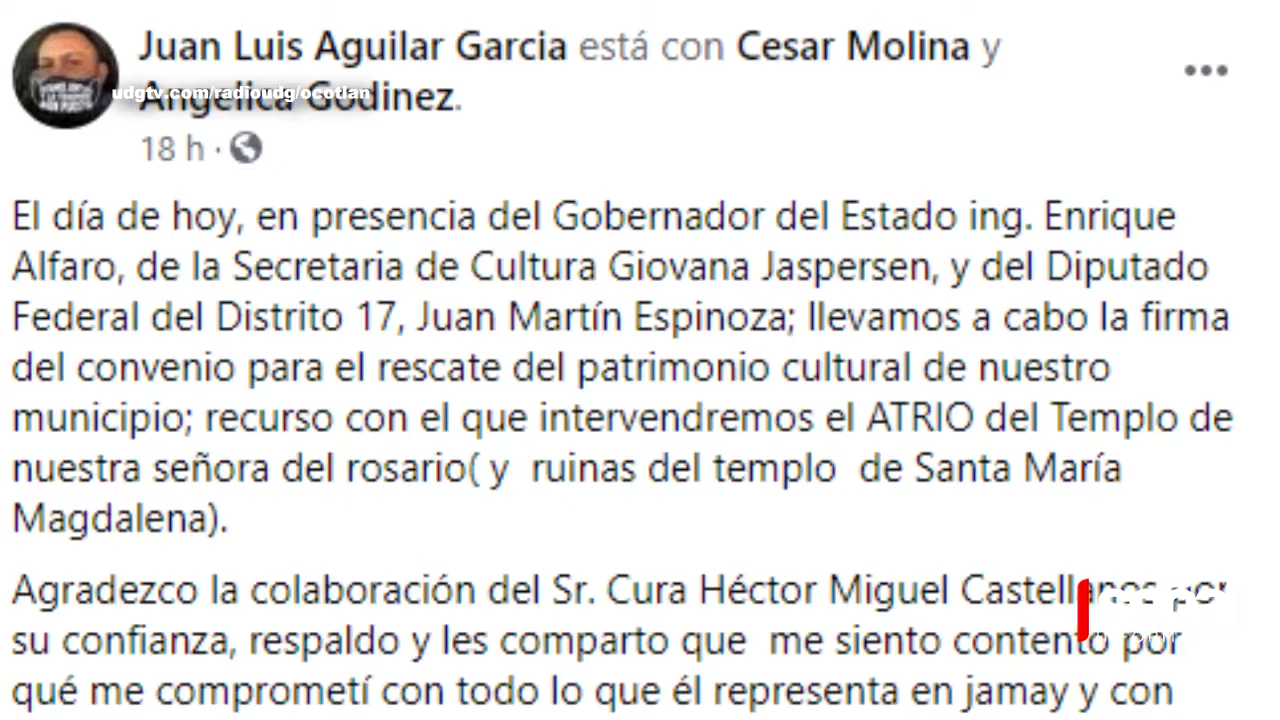 Juan Luis Aguilar Garcia está con Cesar Molina y
Angelica Godinez.
udgtv.com/radioudg/ocotlan
18 h ·
El día de hoy, en presencia del Gobernador del Estado ing. Enrique
Alfaro, de la Secretaria de Cultura Giovana Jaspersen, y del Diputado
Federal del Distrito 17, Juan Martín Espinoza; llevamos a cabo la firma
del convenio para el rescate del patrimonio cultural de nuestro
municipio; recurso con el que intervendremos el ATRIO del Templo de
nuestra señora del rosario( y ruinas del templo de Santa María
Magdalena).
Agradezco la colaboración del Sr. Cura Héctor Miguel Castellanos por
su confianza, respaldo y les comparto que me siento contento por
qué me comprometí con todo lo que él representa en jamay y con